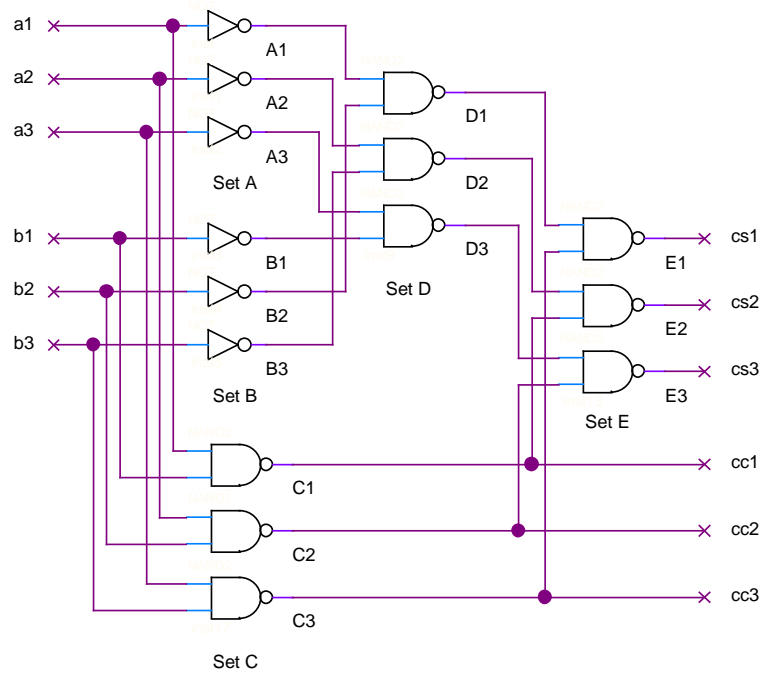 a1
A1
a2
A2
D1
a3
A3
D2
Set A
b1
D3
cs1
B1
E1
b2
Set D
cs2
B2
E2
b3
B3
cs3
Set B
E3
Set E
cc1
C1
cc2
C2
cc3
C3
Set C